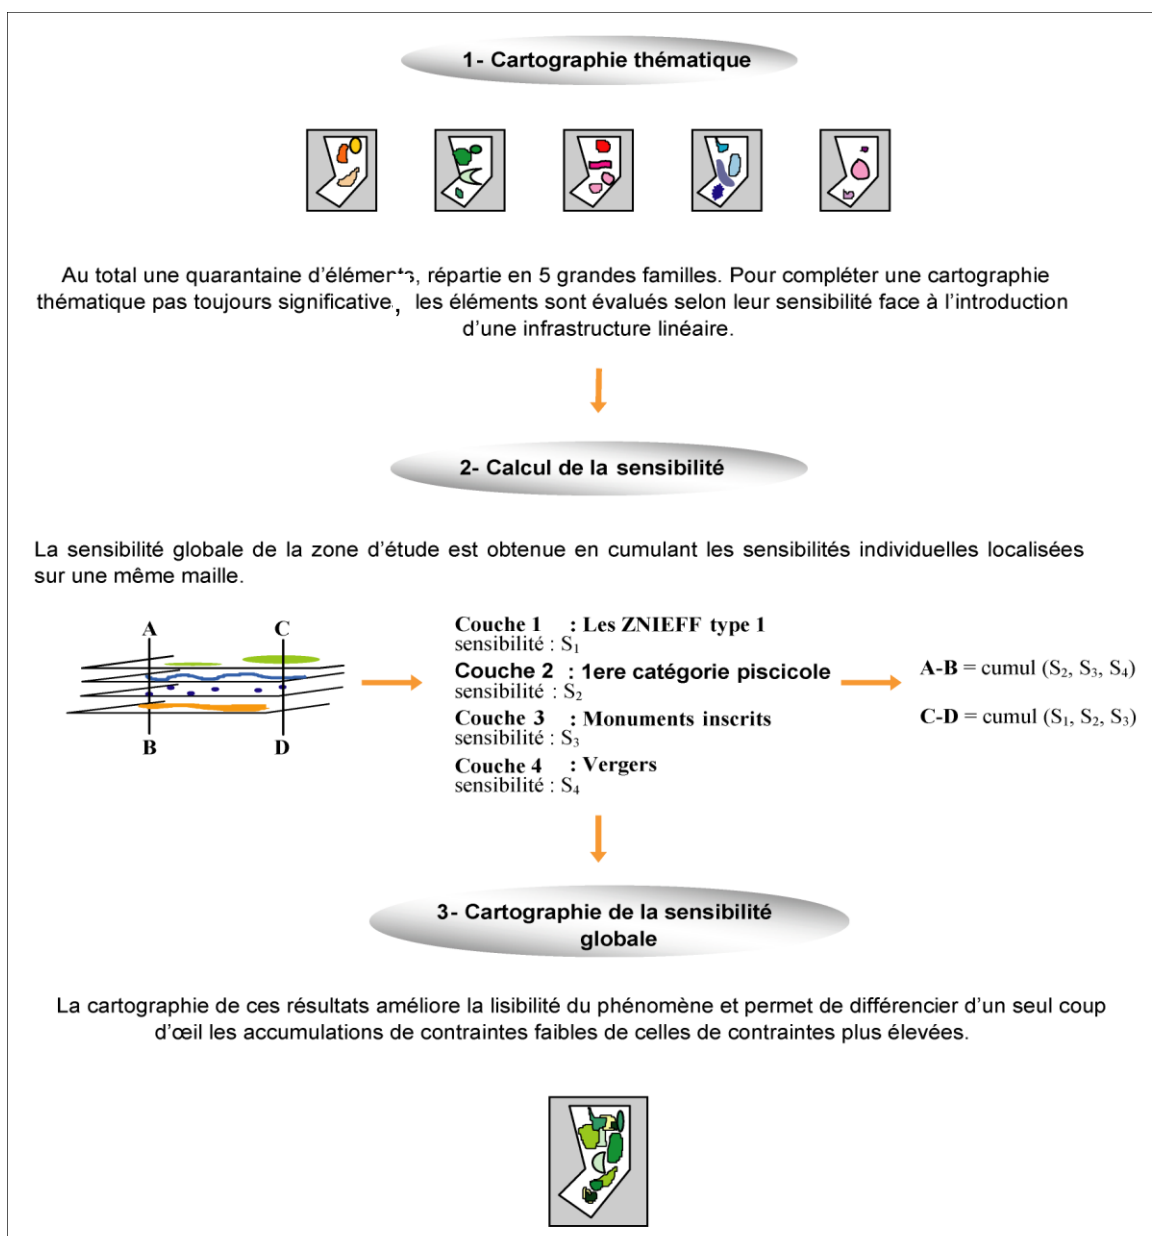 1- Cartographie thématique
Au total une quarantaine d'éléments, répartie en 5 grandes familles. Pour compléter une cartographie
thématique pas toujours significative, les éléments sont évalués selon leur sensibilité face à l'introduction
d'une infrastructure linéaire.
2- Calcul de la sensibilité
La sensibilité globale de la zone d'étude est obtenue en cumulant les sensibilités individuelles localisées
sur une même maille.
A C
B D
Couche 1 : Les ZNIEFF type 1
sensibilité : S₁
Couche 2 : 1ere catégorie piscicole
sensibilité : S₂
Couche 3 : Monuments inscrits
sensibilité : S₃
Couche 4 : Vergers
sensibilité : S₄
A-B = cumul (S₂, S₃, S₄)
C-D = cumul (S₁, S₂, S₃)
3- Cartographie de la sensibilité
globale
La cartographie de ces résultats améliore la lisibilité du phénomène et permet de différencier d'un seul coup
d'œil les accumulations de contraintes faibles de celles de contraintes plus élevées.